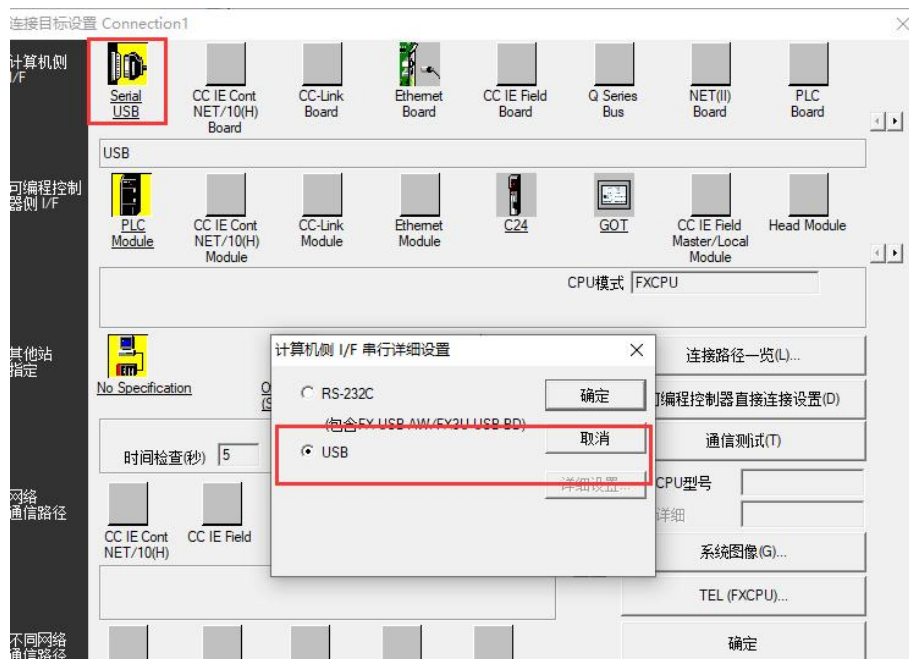 连接目标设置 Connection1
计算机侧
I/F
Serial
USB
CC IE Cont
NET/10(H)
Board
CC-Link
Board
Ethernet
Board
CC IE Field
Board
Q Series
Bus
NET(II)
Board
PLC
Board
USB
可编程控制
器侧 I/F
PLC
Module
CC IE Cont
NET/10(H)
Module
CC-Link
Module
Ethernet
Module
C24
GOT
CC IE Field
Master/Local
Module
Head Module
CPU模式 FXCPU
其他站
指定
No Specification
时间检查(秒) 5
计算机侧 I/F 串行详细设置
RS-232C
(包含FX-USB-AW/FX3U-USB-BD)
USB
确定
取消
详细设置...
连接路径一览(L)...
可编程控制器直接连接设置(D)
通信测试(T)
CPU型号
详细
系统图像(G)...
TEL (FXCPU)...
确定
网络
通信路径
CC IE Cont
NET/10(H)
CC IE Field
不同网络
通信路径